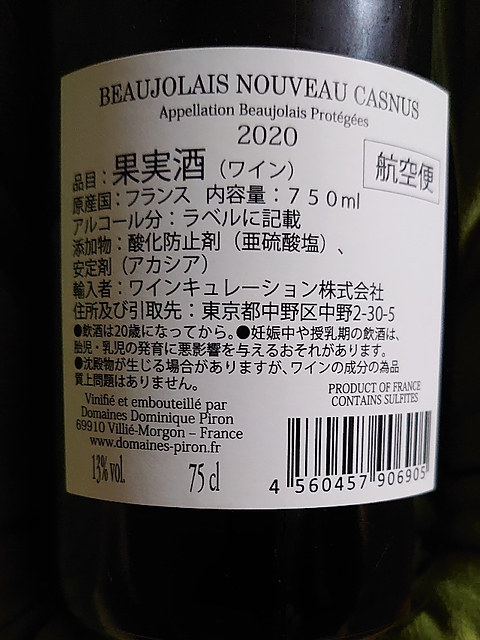 BEAUJOLAIS NOUVEAU CASNUS
Appellation Beaujolais Protégées
2020
航空便
品目：果実酒（ワイン）
原産国：フランス 内容量：７５０ml
アルコール分：ラベルに記載
添加物：酸化防止剤（亜硫酸塩）、
安定剤（アカシア）
輸入者：ワインキュレーション株式会社
住所及び引取先：東京都中野区中野2-30-5
●飲酒は20歳になってから。●妊娠中や授乳期の飲酒は、
胎児・乳児の発育に悪影響を与えるおそれがあります。
●沈殿物が生じる場合がありますが、ワインの成分の為品
質上問題はありません。
PRODUCT OF FRANCE
CONTAINS SULFITES
Vinifié et embouteillé par
Domaines Dominique Piron
69910 Villié-Morgon – France
www.domaines-piron.fr
13% vol.
75 cl
4 560457 906905